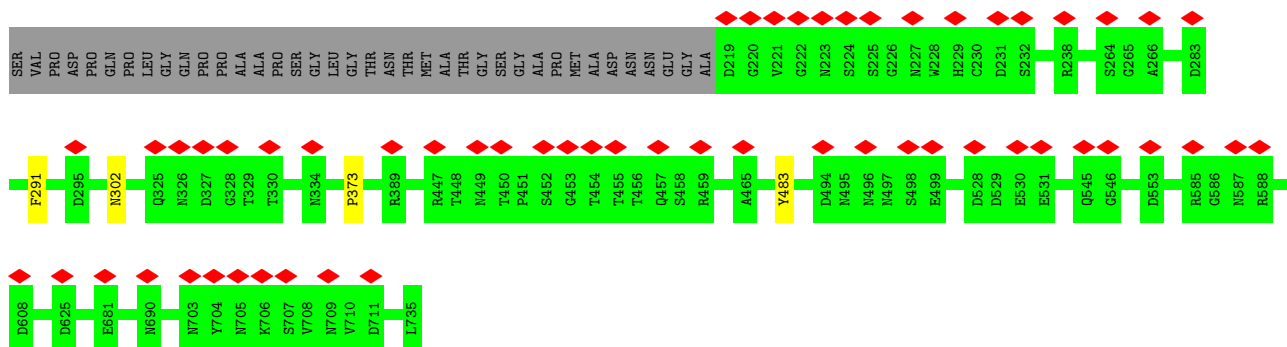 SER VAL PRO ASP PRO GLN PRO LEU GLY GLN PRO PRO ALA ALA PRO SER GLY LEU GLY THR ASN THR MET ALA THR GLY SER GLY ALA PRO MET ALA ASP ASN ASN GLU GLY ALA D219 G220 V221 G222 N223 S224 S225 G226 N227 W228 H229 C230 D231 S232 R238 S264 G265 A266 D283
F291 D295 N302 Q325 N326 D327 G328 T329 T330 N334 P373 R389 R447 T448 N449 T450 P451 S452 G453 T454 T455 T456 Q457 S458 R459 A465 Y483 D494 N495 N496 N497 S498 E499 D528 D529 E530 E531 Q545 G546 D553 R585 G586 N587 R588
D608 D625 E681 N690 N703 Y704 N705 K706 S707 V708 N709 V710 D711 L735